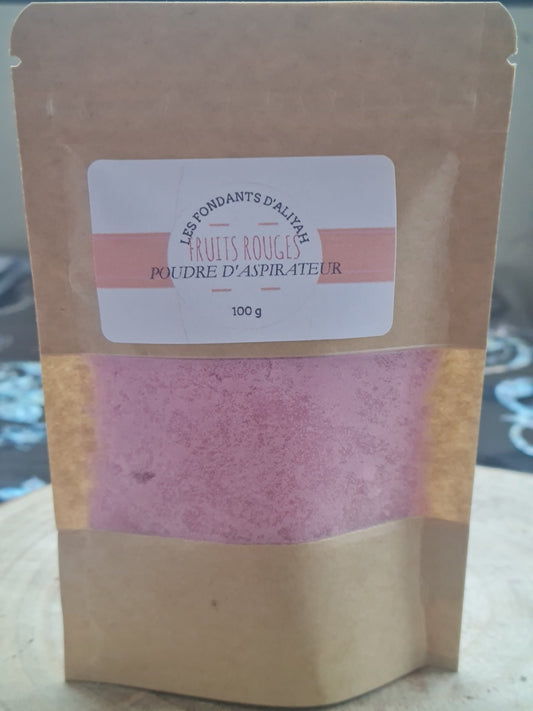 LES FONDANTS D'ALIYAH
FRUITS ROUGES
POUDRE D'ASPIRATEUR
100 g